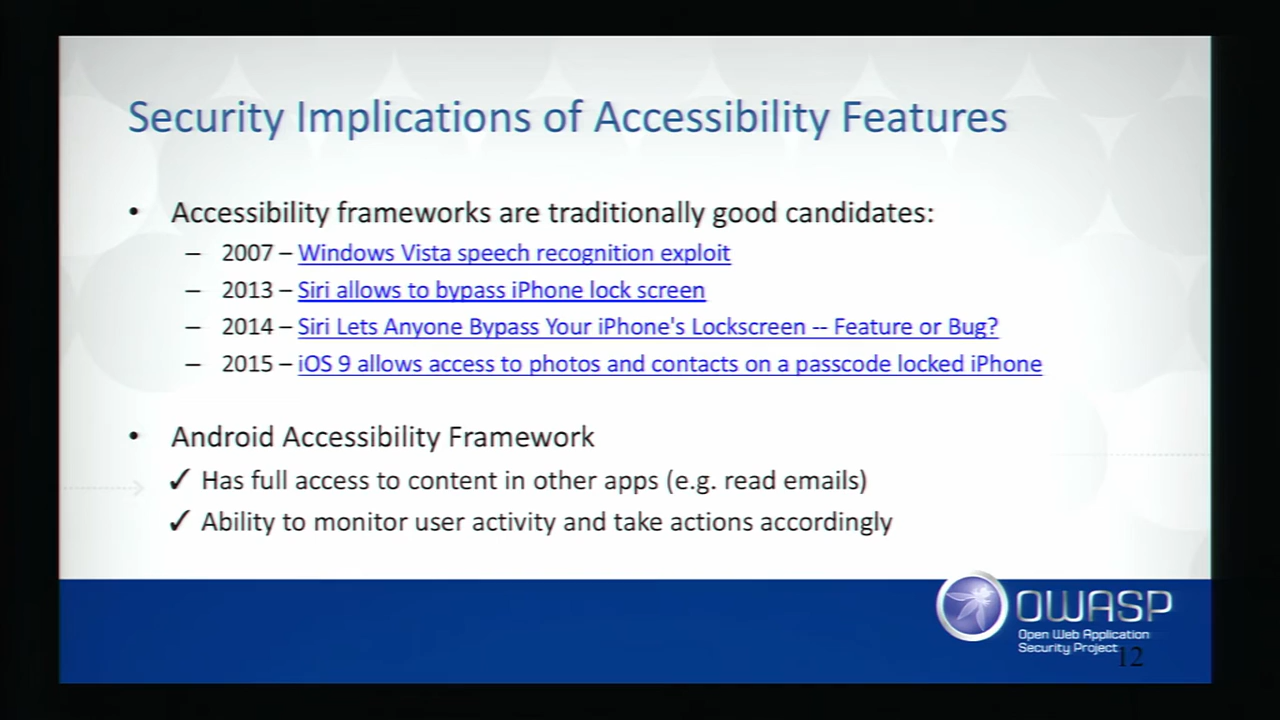 Security Implications of Accessibility Features
• Accessibility frameworks are traditionally good candidates:
– 2007 – Windows Vista speech recognition exploit
– 2013 – Siri allows to bypass iPhone lock screen
– 2014 – Siri Lets Anyone Bypass Your iPhone's Lockscreen -- Feature or Bug?
– 2015 – iOS 9 allows access to photos and contacts on a passcode locked iPhone
• Android Accessibility Framework
✓ Has full access to content in other apps (e.g. read emails)
✓ Ability to monitor user activity and take actions accordingly
OWASP
Open Web Application
Security Project
12